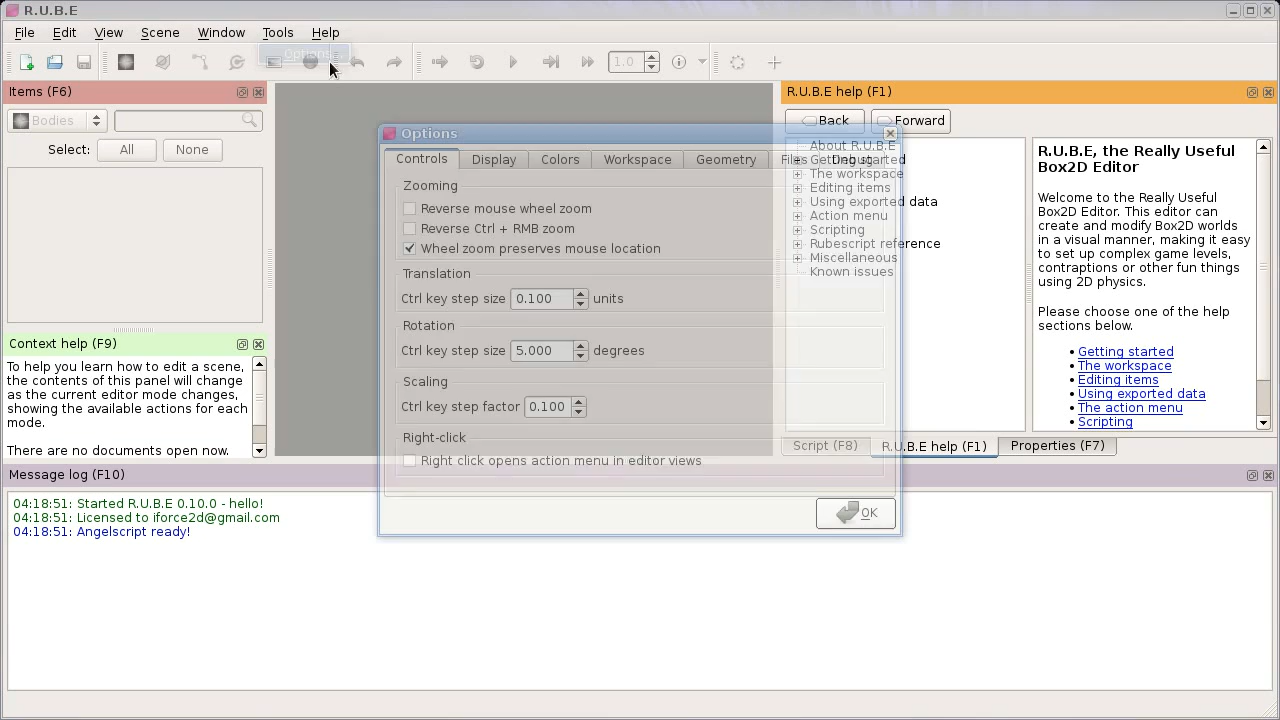 R.U.B.E
File Edit View Scene Window Tools Help
Options
1.0
Items (F6)
Bodies
Select: All None
Context help (F9)
To help you learn how to edit a scene,
the contents of this panel will change
as the current editor mode changes,
showing the available actions for each
mode.
There are no documents open now.
Options
Controls Display Colors Workspace Geometry Files Debug
Zooming
Reverse mouse wheel zoom
Reverse Ctrl + RMB zoom
Wheel zoom preserves mouse location
Translation
Ctrl key step size 0.100 units
Rotation
Ctrl key step size 5.000 degrees
Scaling
Ctrl key step factor 0.100
Right-click
Right click opens action menu in editor views
OK
R.U.B.E help (F1)
Back Forward
About R.U.B.E
Getting started
The workspace
Editing items
Using exported data
Action menu
Scripting
Rubescript reference
Miscellaneous
Known issues
R.U.B.E, the Really Useful
Box2D Editor
Welcome to the Really Useful
Box2D Editor. This editor can
create and modify Box2D worlds
in a visual manner, making it easy
to set up complex game levels,
contraptions or other fun things
using 2D physics.
Please choose one of the help
sections below.
• Getting started
• The workspace
• Editing items
• Using exported data
• The action menu
• Scripting
Script (F8) R.U.B.E help (F1) Properties (F7)
Message log (F10)
04:18:51: Started R.U.B.E 0.10.0 - hello!
04:18:51: Licensed to iforce2d@gmail.com
04:18:51: Angelscript ready!